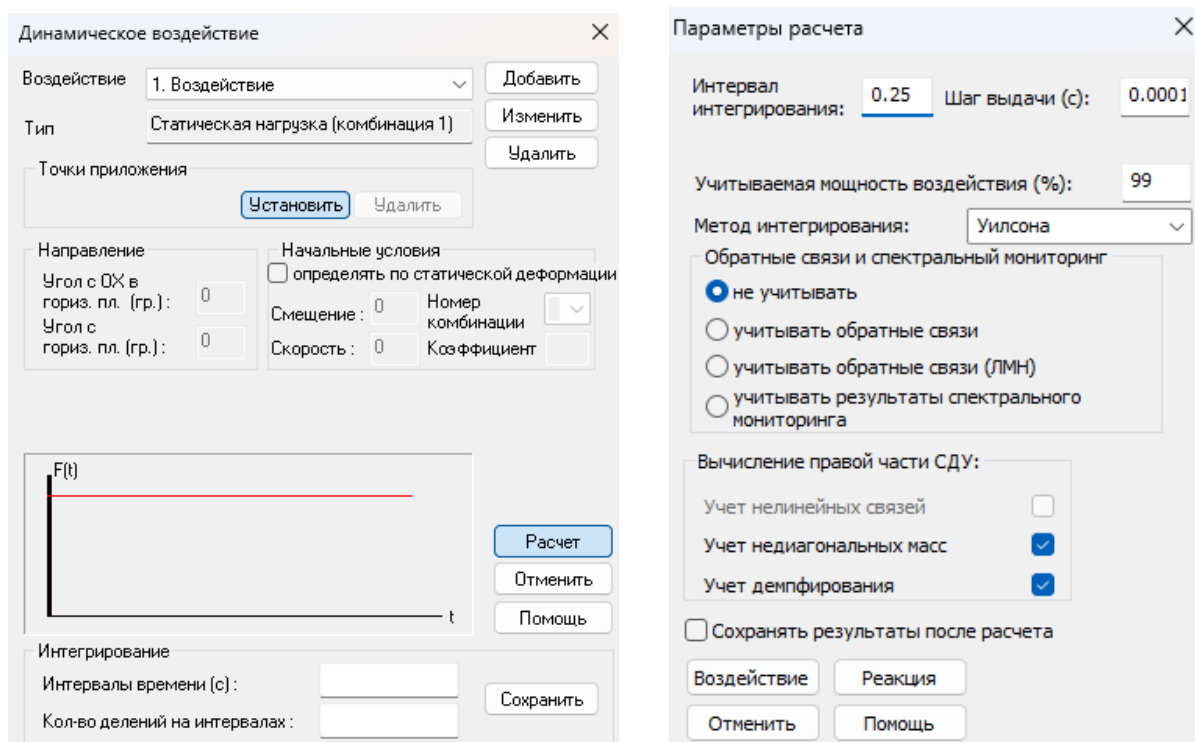 Динамическое воздействие
Воздействие
1. Воздействие
Добавить
Тип
Статическая нагрузка (комбинация 1)
Изменить
Удалить
Точки приложения
Установить
Удалить
Направление
Угол с ОХ в
гориз. пл. (гр.) :
0
Угол с
гориз. пл. (гр.) :
0
Начальные условия
определять по статической деформации
Смещение :
0
Номер
комбинации
Скорость :
0
Коэффициент
F(t)
t
Расчет
Отменить
Помощь
Интегрирование
Интервалы времени (с) :
Кол-во делений на интервалах :
Сохранить
Параметры расчета
Интервал
интегрирования:
0.25
Шаг выдачи (с):
0.0001
Учитываемая мощность воздействия (%):
99
Метод интегрирования:
Уилсона
Обратные связи и спектральный мониторинг
не учитывать
учитывать обратные связи
учитывать обратные связи (ЛМН)
учитывать результаты спектрального
мониторинга
Вычисление правой части СДУ:
Учет нелинейных связей
Учет недиагональных масс
Учет демпфирования
Сохранять результаты после расчета
Воздействие
Реакция
Отменить
Помощь